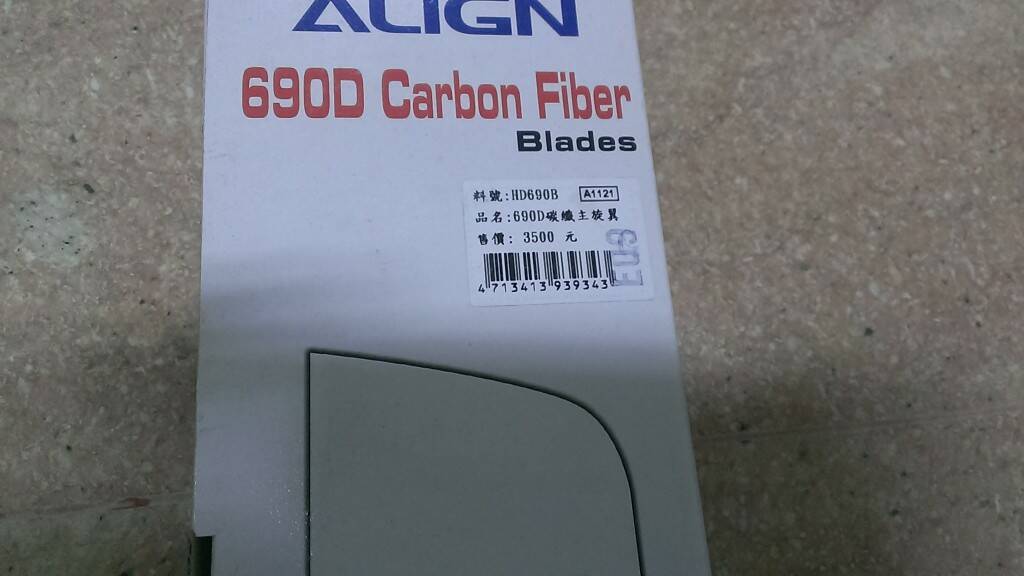 ALIGN
690D Carbon Fiber
Blades
料號:HD690B A1121
品名:690D碳纖主旋翼
售價: 3500 元
EU3
4 713413 939343